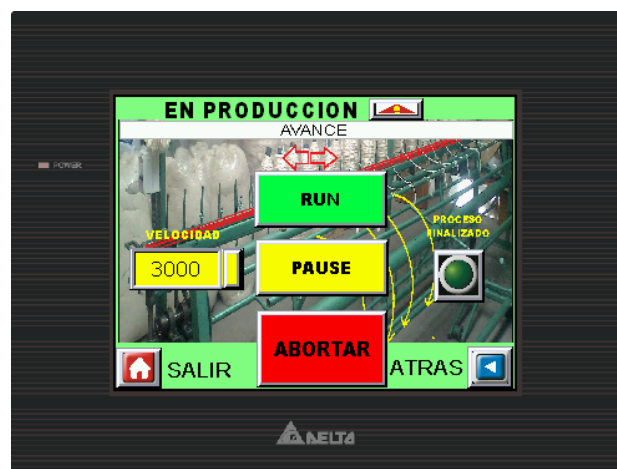 EN PRODUCCION
AVANCE
POWER
RUN
PROCESO
FINALIZADO
VELOCIDAD
3000
PAUSE
ABORTAR
SALIR
ATRAS
DELTA